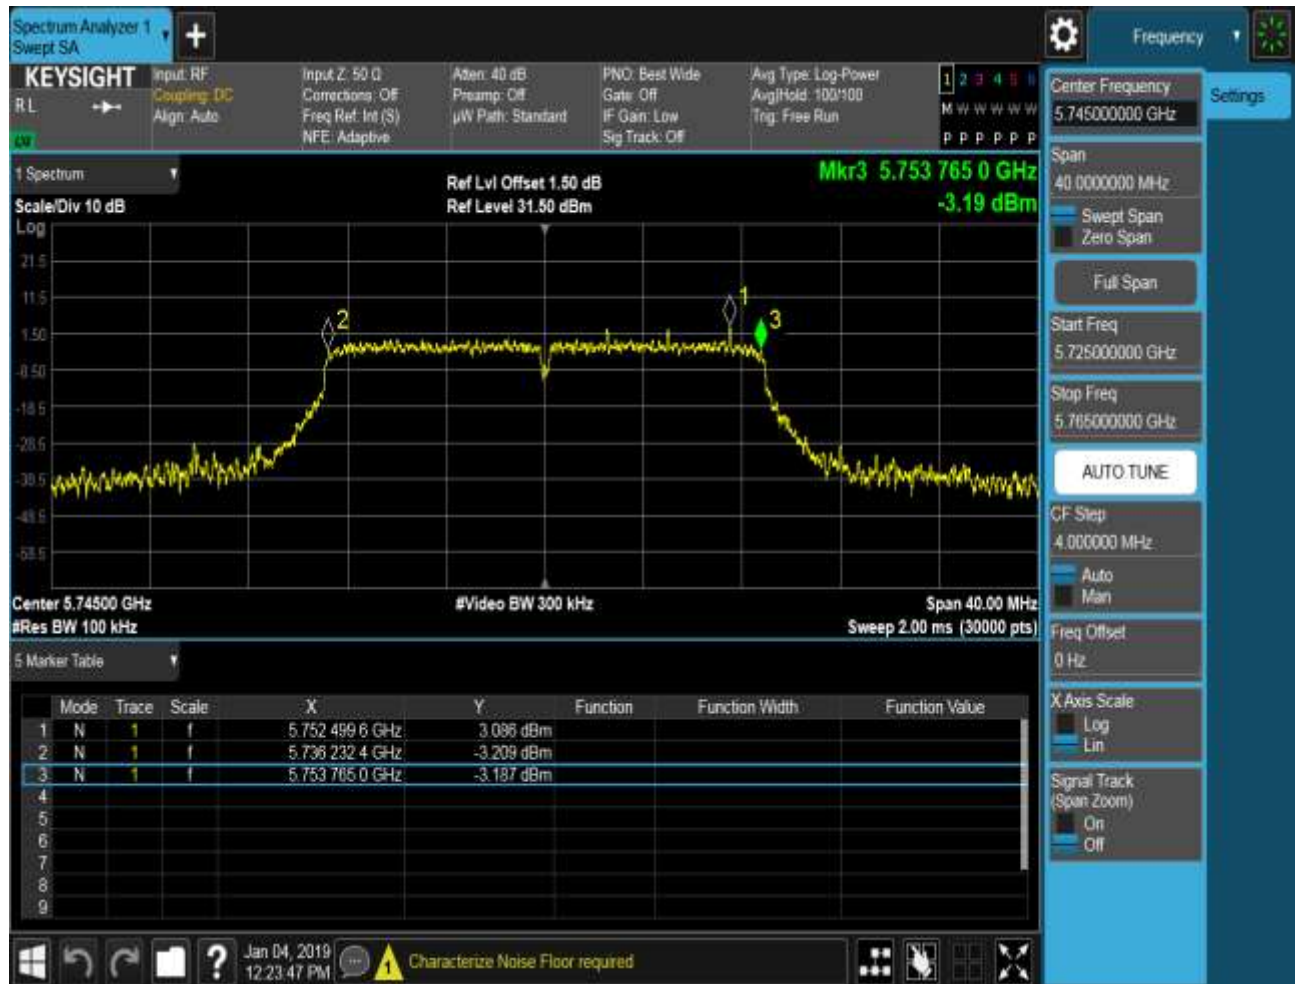 Spectrum Analyzer 1
Swept SA
Frequency
KEYSIGHT
R L
Input: RF
Coupling: DC
Align: Auto
Input Z: 50 Ω
Corrections: Off
Freq Ref: Int (S)
NFE: Adaptive
Atten: 40 dB
Preamp: Off
µW Path: Standard
PNO: Best Wide
Gate: Off
IF Gain: Low
Sig Track: Off
Avg Type: Log-Power
Avg|Hold: 100/100
Trig: Free Run
1 2 3 4 5 6
M W W W W W
P P P P P P
1 Spectrum
Scale/Div 10 dB
Log
Ref Lvl Offset 1.50 dB
Ref Level 31.50 dBm
Mkr3 5.753 765 0 GHz
-3.19 dBm
21.5
11.5
1.50
-8.50
-18.5
-28.5
-38.5
-48.5
-58.5
2
1
3
Center 5.74500 GHz
#Res BW 100 kHz
#Video BW 300 kHz
Span 40.00 MHz
Sweep 2.00 ms (30000 pts)
5 Marker Table
Mode Trace Scale X Y Function Function Width Function Value
1 N 1 f 5.752 499 6 GHz 3.086 dBm
2 N 1 f 5.736 232 4 GHz -3.209 dBm
3 N 1 f 5.753 765 0 GHz -3.187 dBm
4
5
6
7
8
9
Jan 04, 2019
12:23:47 PM
1
Characterize Noise Floor required
Settings
Center Frequency
5.745000000 GHz
Span
40.0000000 MHz
Swept Span
Zero Span
Full Span
Start Freq
5.725000000 GHz
Stop Freq
5.765000000 GHz
AUTO TUNE
CF Step
4.000000 MHz
Auto
Man
Freq Offset
0 Hz
X Axis Scale
Log
Lin
Signal Track
(Span Zoom)
On
Off